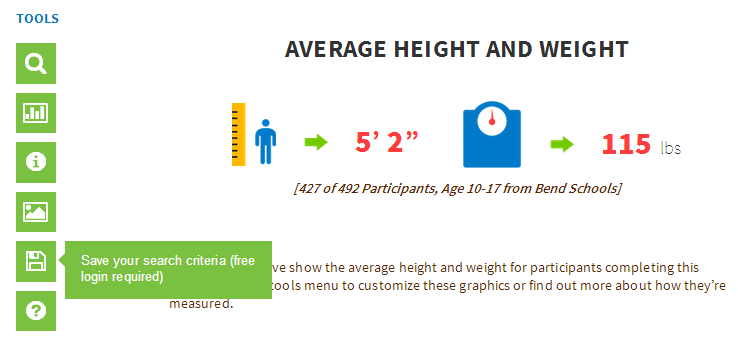 TOOLS
AVERAGE HEIGHT AND WEIGHT
5’ 2” 115 lbs
[427 of 492 Participants, Age 10-17 from Bend Schools]
Save your search criteria (free
login required)
show the average height and weight for participants completing this
tools menu to customize these graphics or find out more about how they’re
measured.